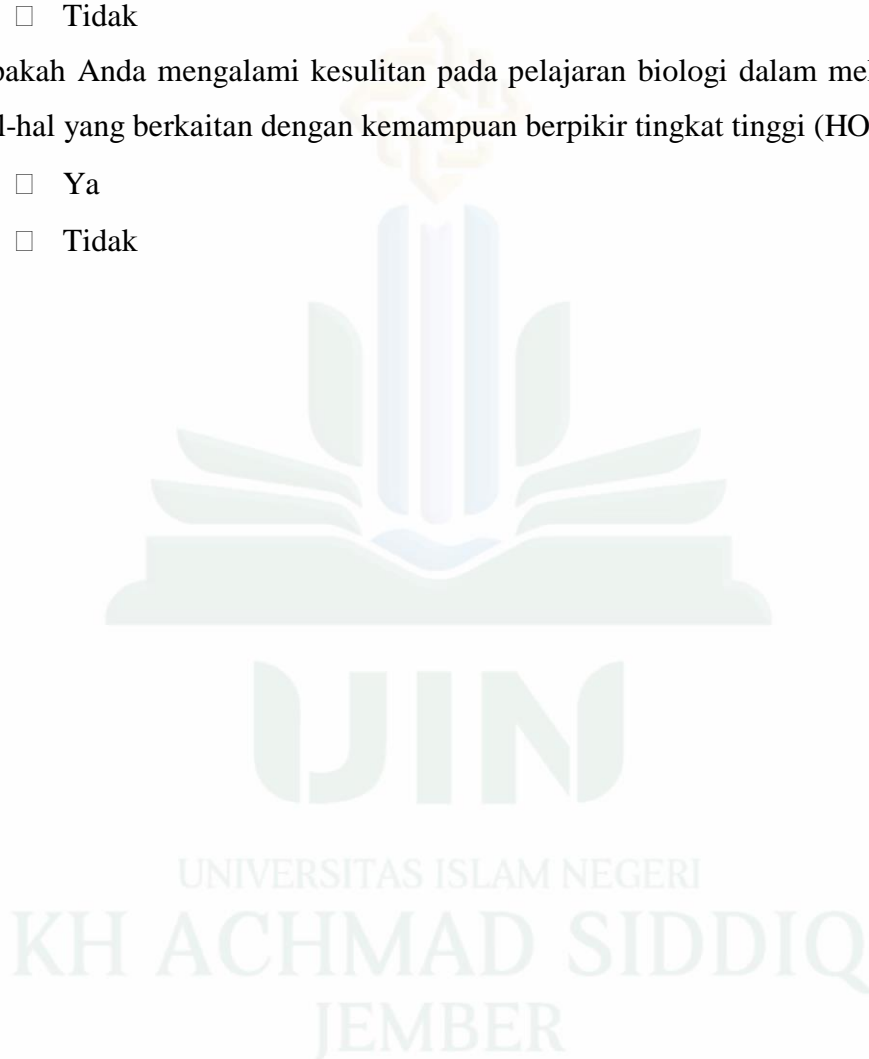 □ Tidak
pakah Anda mengalami kesulitan pada pelajaran biologi dalam
l-hal yang berkaitan dengan kemampuan berpikir tingkat tinggi (HO
□ Ya
□ Tidak
UIN
UNIVERSITAS ISLAM NEGERI
KH ACHMAD SIDDIQ
JEMBER